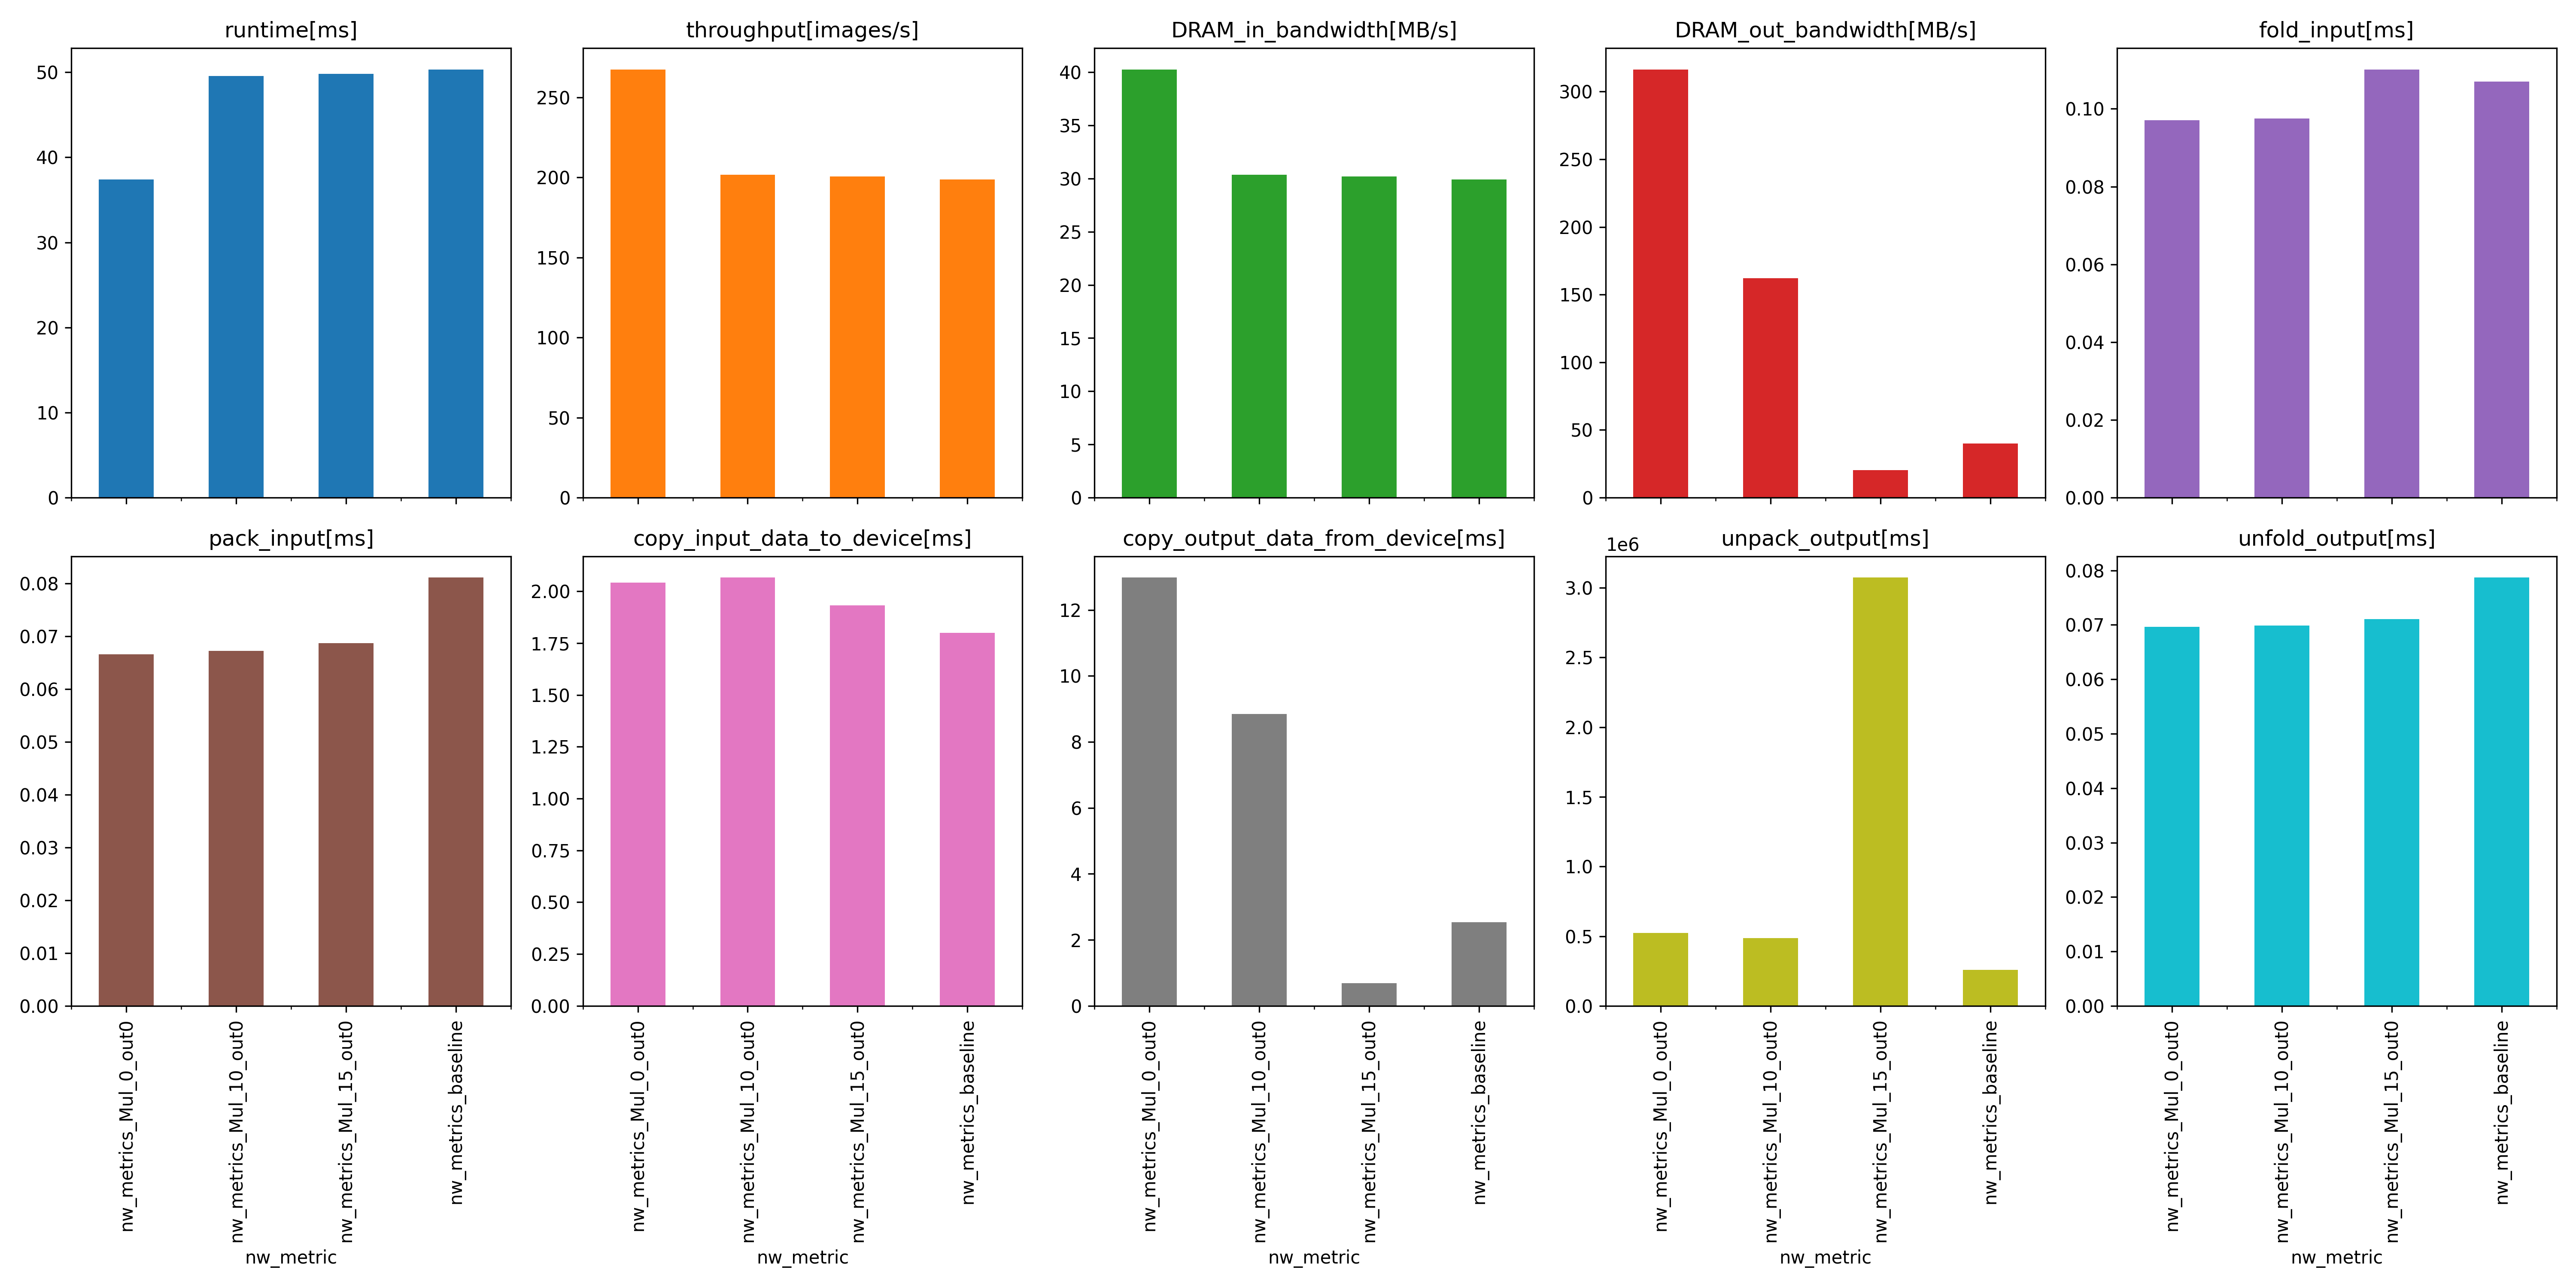 runtime[ms]
50
40
30
20
10
0
throughput[images/s]
250
200
150
100
50
0
DRAM_in_bandwidth[MB/s]
40
35
30
25
20
15
10
5
0
DRAM_out_bandwidth[MB/s]
300
250
200
150
100
50
0
fold_input[ms]
0.10
0.08
0.06
0.04
0.02
0.00
pack_input[ms]
0.08
0.07
0.06
0.05
0.04
0.03
0.02
0.01
0.00
nw_metrics_Mul_0_out0
nw_metrics_Mul_10_out0
nw_metrics_Mul_15_out0
nw_metrics_baseline
nw_metric
copy_input_data_to_device[ms]
2.00
1.75
1.50
1.25
1.00
0.75
0.50
0.25
0.00
nw_metrics_Mul_0_out0
nw_metrics_Mul_10_out0
nw_metrics_Mul_15_out0
nw_metrics_baseline
nw_metric
copy_output_data_from_device[ms]
12
10
8
6
4
2
0
nw_metrics_Mul_0_out0
nw_metrics_Mul_10_out0
nw_metrics_Mul_15_out0
nw_metrics_baseline
nw_metric
1e6
unpack_output[ms]
3.0
2.5
2.0
1.5
1.0
0.5
0.0
nw_metrics_Mul_0_out0
nw_metrics_Mul_10_out0
nw_metrics_Mul_15_out0
nw_metrics_baseline
nw_metric
unfold_output[ms]
0.08
0.07
0.06
0.05
0.04
0.03
0.02
0.01
0.00
nw_metrics_Mul_0_out0
nw_metrics_Mul_10_out0
nw_metrics_Mul_15_out0
nw_metrics_baseline
nw_metric